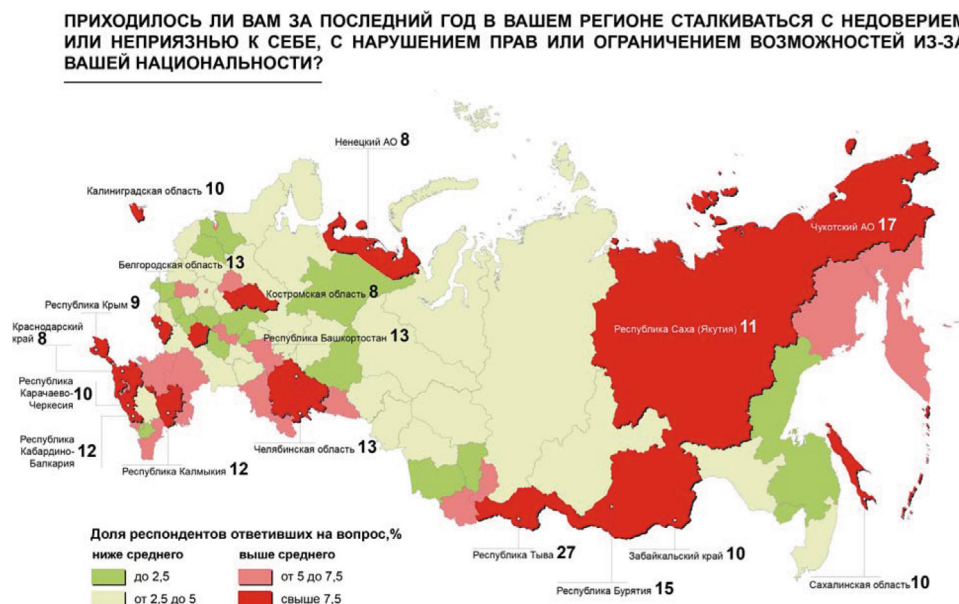 ПРИХОДИЛОСЬ ЛИ ВАМ ЗА ПОСЛЕДНИЙ ГОД В ВАШЕМ РЕГИОНЕ СТАЛКИВАТЬСЯ С НЕДОВЕРИЕМ
ИЛИ НЕПРИЯЗНЬЮ К СЕБЕ, С НАРУШЕНИЕМ ПРАВ ИЛИ ОГРАНИЧЕНИЕМ ВОЗМОЖНОСТЕЙ ИЗ-ЗА
ВАШЕЙ НАЦИОНАЛЬНОСТИ?
Ненецкий АО 8
Калининградская область 10
Чукотский АО 17
Белгородская область 13
Костромская область 8
Республика Крым 9
Краснодарский
край 8
Республика Башкортостан 13
Республика Саха (Якутия) 11
Республика
Карачаево-
Черкесия 10
Республика
Кабардино-
Балкария 12
Республика Калмыкия 12
Челябинская область 13
Республика Тыва 27
Забайкальский край 10
Республика Бурятия 15
Сахалинская область 10
Доля респондентов ответивших на вопрос,%
ниже среднего
выше среднего
до 2,5
от 5 до 7,5
от 2,5 до 5
свыше 7,5